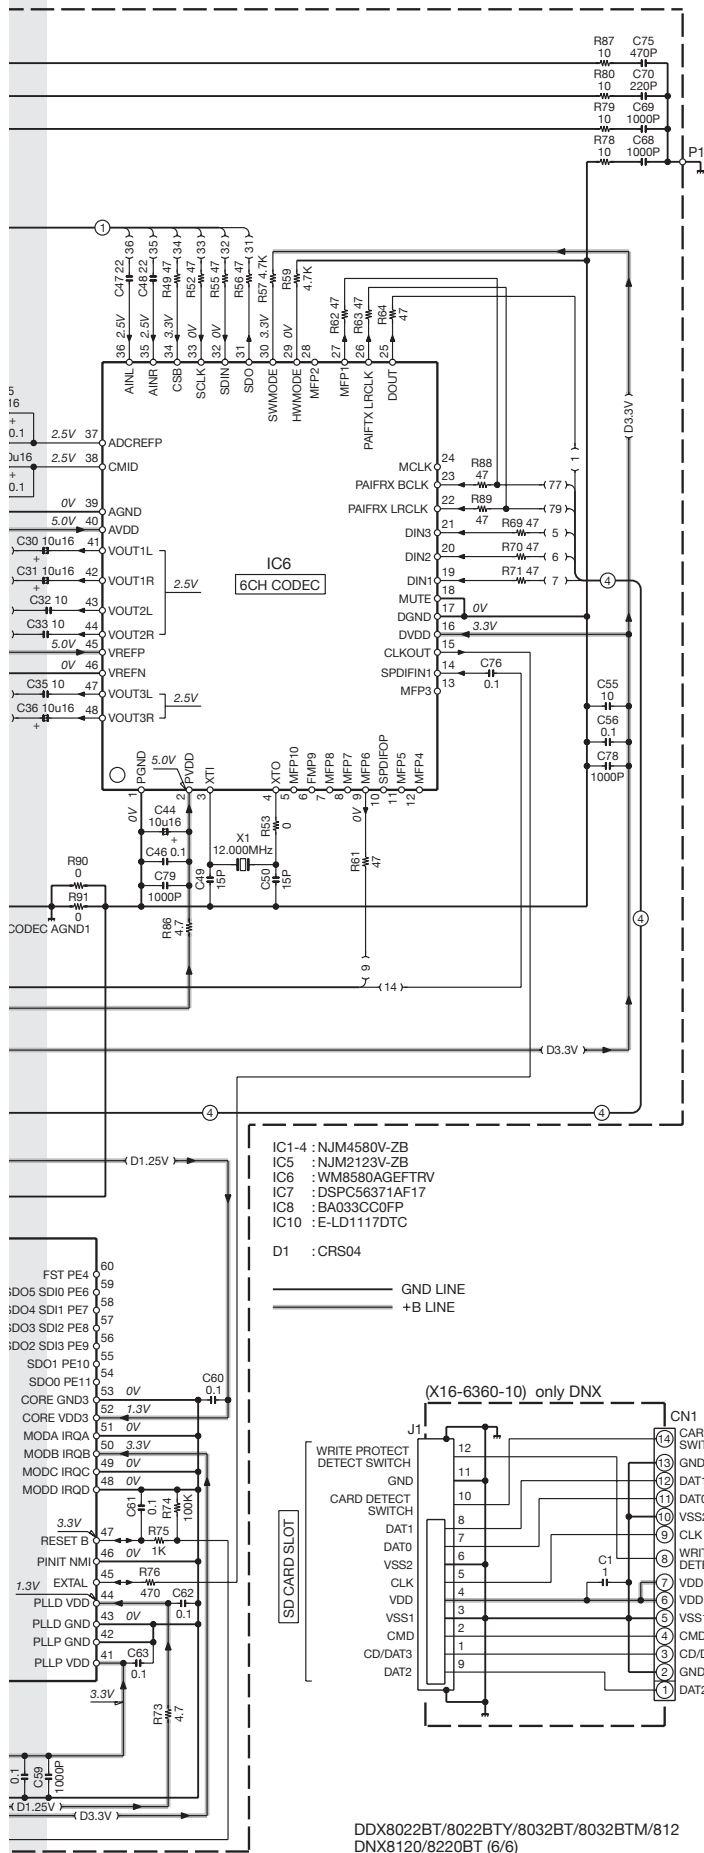 R87 C75
10 470P
R80 C70
10 220P
R79 C69
10 1000P
R78 C68
10 1000P
P1
1
36) 35) 34) 33) 32) 31)
C47 22
C48 22
R49 47
R52 47
R55 47
R56 47
R57 4.7K
R59 4.7K
R62 47
R63 47
R64 47
36 2.5V
35 2.5V
34 3.3V
33 0V
32 0V
31
30 3.3V
29 0V
28
27
26
25
AINL
AINR
CSB
SCLK
SDIN
SDO
SWMODE
HWMODE
MFP2
MFP1
PAIFTX LRCLK
DOUT
D3.3V
1
5
16
+
0.1
0u16
+
0.1
2.5V 37 ADCREFP
2.5V 38 CMID
0V 39 AGND
5.0V 40 AVDD
C30 10u16 41 VOUT1L
+
C31 10u16 42 VOUT1R
+
C32 10 43 VOUT2L
C33 10 44 VOUT2R
5.0V 45 VREFP
0V 46 VREFN
C35 10 47 VOUT3L
C36 10u16 48 VOUT3R
+
2.5V
2.5V
IC6
6CH CODEC
MCLK 24
PAIFRX BCLK 23 R88 47 (77)
PAIFRX LRCLK 22 R89 47 (79)
DIN3 21 R69 47 (5)
DIN2 20 R70 47 (6)
DIN1 19 R71 47 (7)
4
MUTE 18
DGND 17 0V
DVDD 16 3.3V
CLKOUT 15
SPDIFIN1 14 C76 0.1
MFP3 13
C55
10
C56
0.1
C78
1000P
5.0V
PGND
PVDD
XTI
XTO
MFP10
FMP9
MFP8
MFP7
MFP6
SPDIFOP
MFP5
MFP4
1 2 3 4 5 6 7 8 9 10 11 12
0V
0V
C44
10u16
+
C46 0.1
C79
1000P
R86
4.7
C49
15P
X1
12.000MHz
R53
0
C50
15P
R61
47
R90
0
R91
0
CODEC AGND1
4
9
(14)
(D3.3V)
4
4
IC1-4 : NJM4580V-ZB
IC5 : NJM2123V-ZB
IC6 : WM8580AGEFTRV
IC7 : DSPC56371AF17
IC8 : BA033CC0FP
IC10 : E-LD1117DTC
D1 : CRS04
GND LINE
+B LINE
(D1.25V)
FST PE4 60
SDO5 SDI0 PE6 59
SDO4 SDI1 PE7 58
SDO3 SDI2 PE8 57
SDO2 SDI3 PE9 56
SDO1 PE10 55
SDO0 PE11 54
CORE GND3 53 0V
C60
0.1
CORE VDD3 52 1.3V
MODA IRQA 51 0V
MODB IRQB 50 3.3V
MODC IRQC 49 0V
MODD IRQD 48 0V
C61 0.1
R74 100K
3.3V
RESET B 47 R75
1K
PINIT NMI 46 0V
EXTAL 45 R76
470
1.3V
PLLD VDD 44 C62
0.1
PLLD GND 43 0V
PLLP GND 42
PLLP VDD 41 C63
0.1
3.3V
R73
4.7
0.1
C59
1000P
(D1.25V)
(D3.3V)
(X16-6360-10) only DNX
SD CARD SLOT
J1
CN1
WRITE PROTECT
DETECT SWITCH 12
GND 11
CARD DETECT
SWITCH 10
DAT1 8
DAT0 7
VSS2 6
CLK 5
VDD 4
VSS1 3
CMD 2
CD/DAT3 1
DAT2 9
C1
1
14 CAR
SWIT
13 GND
12 DAT1
11 DAT0
10 VSS2
9 CLK
8 WRIT
DETE
7 VDD
6 VDD
5 VSS1
4 CMD
3 CD/D
2 GND
1 DAT2
DDX8022BT/8022BTY/8032BT/8032BTM/812
DNX8120/8220BT (6/6)